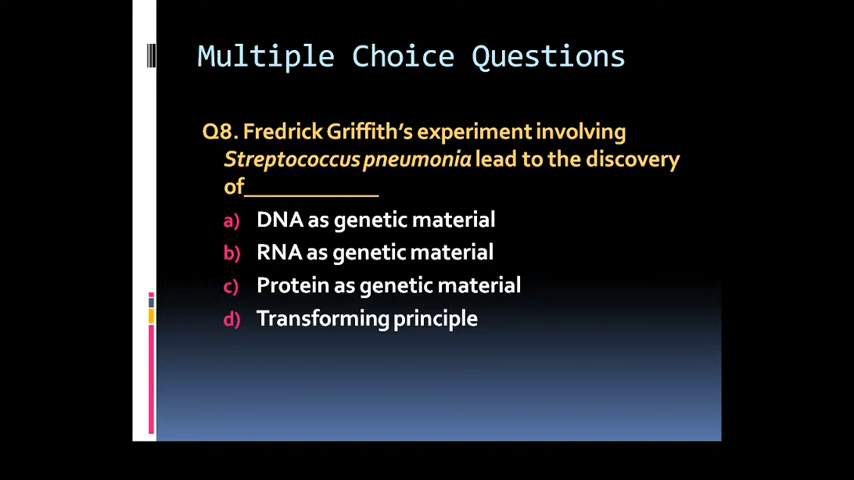 Multiple Choice Questions
Q8. Fredrick Griffith's experiment involving
Streptococcus pneumonia lead to the discovery
of____________
a) DNA as genetic material
b) RNA as genetic material
c) Protein as genetic material
d) Transforming principle